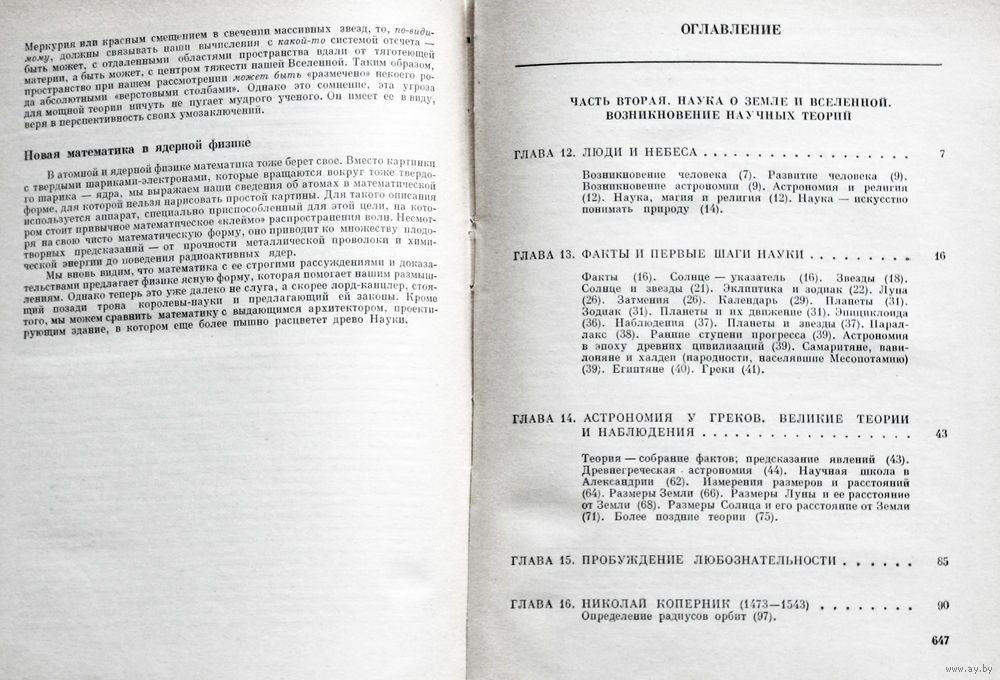 Меркурия или красным смещением в свечении массивных звезд, то, по-види-
мому, должны связывать наши вычисления с какой-то системой отсчета —
быть может, с отдаленными областями пространства вдали от тяготеющей
материи, а быть может, с центром тяжести нашей Вселенной. Таким образом,
пространство при нашем рассмотрении может быть «размечено» некоего ро-
да абсолютными «верстовыми столбами». Однако это сомнение, эта угроза
для мощной теории ничуть не пугает мудрого ученого. Он имеет ее в виду,
веря в перспективность своих умозаключений.
Новая математика в ядерной физике
В атомной и ядерной физике математика тоже берет свое. Вместо картинки
с твердыми шариками-электронами, которые вращаются вокруг тоже твердо-
го шарика — ядра, мы выражаем наши сведения об атомах в математической
форме, для которой нельзя нарисовать простой картины. Для такого описания
используется аппарат, специально приспособленный для этой цели, на кото-
ром стоит привычное математическое «клеймо» распространения волн. Несмот-
ря на свою чисто математическую форму, оно приводит ко множеству плодо-
творных предсказаний — от прочности металлической проволоки и хими-
ческой энергии до поведения радиоактивных ядер.
Мы вновь видим, что математика с ее строгими рассуждениями и доказа-
тельствами предлагает физике ясную форму, которая помогает нашим размыш-
лениям. Однако теперь это уже далеко не слуга, а скорее лорд-канцлер, стоя-
щий позади трона королевы-науки и предлагающий ей законы. Кроме
того, мы можем сравнить математику с выдающимся архитектором, проекти-
рующим здание, в котором еще более пышно расцветет древо Науки.
ОГЛАВЛЕНИЕ
ЧАСТЬ ВТОРАЯ. НАУКА О ЗЕМЛЕ И ВСЕЛЕННОЙ.
ВОЗНИКНОВЕНИЕ НАУЧНЫХ ТЕОРИЙ
ГЛАВА 12. ЛЮДИ И НЕБЕСА . . . . . . . . . . . . . . . . . . 7
Возникновение человека (7). Развитие человека (9).
Возникновение астрономии (9). Астрономия и религия
(12). Наука, магия и религия (12). Наука — искусство
понимать природу (14).
ГЛАВА 13. ФАКТЫ И ПЕРВЫЕ ШАГИ НАУКИ . . . . . . . . . 16
Факты (16). Солнце — указатель (16). Звезды (18).
Солнце и звезды (21). Эклиптика и зодиак (22). Луна
(26). Затмения (26). Календарь (29). Планеты (31).
Зодиак (31). Планеты и их движение (31). Эпициклоида
(36). Наблюдения (37). Планеты и звезды (37). Парал-
лакс (38). Ранние ступени прогресса (39). Астрономия
в эпоху древних цивилизаций (39). Самаритяне, вави-
лоняне и халдеи (народности, населявшие Месопотамию)
(39). Египтяне (40). Греки (41).
ГЛАВА 14. АСТРОНОМИЯ У ГРЕКОВ. ВЕЛИКИЕ ТЕОРИИ
И НАБЛЮДЕНИЯ . . . . . . . . . . . . . . . . . . 43
Теория — собрание фактов; предсказание явлений (43).
Древнегреческая астрономия (44). Научная школа в
Александрии (62). Измерения размеров и расстояний
(64). Размеры Земли (66). Размеры Луны и ее расстояние
от Земли (68). Размеры Солнца и его расстояние от Земли
(71). Более поздние теории (75).
ГЛАВА 15. ПРОБУЖДЕНИЕ ЛЮБОЗНАТЕЛЬНОСТИ . . . . . . 85
ГЛАВА 16. НИКОЛАЙ КОПЕРНИК (1473—1543) . . . . . . . . 90
Определение радиусов орбит (97).
647
www.ay.by